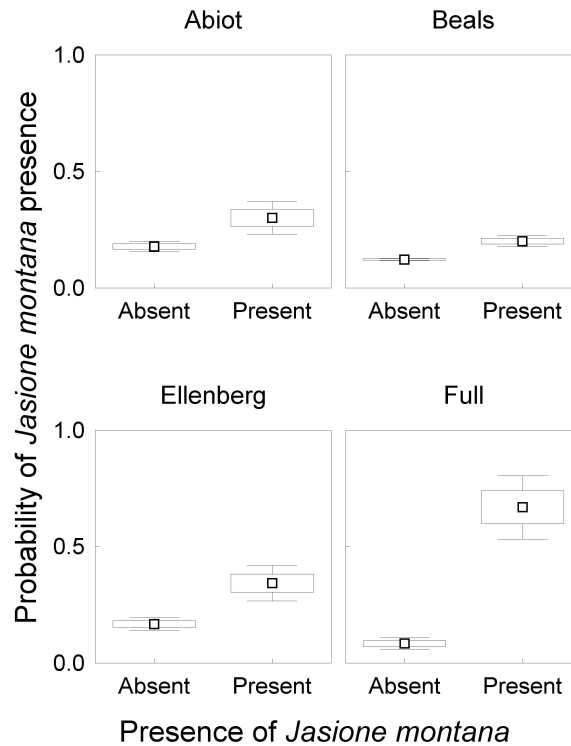 Abiot Beals
1.0
0.5
0.0
Absent Present Absent Present
Ellenberg Full
1.0
0.5
0.0
Absent Present Absent Present
Probability of Jasione montana presence
Presence of Jasione montana